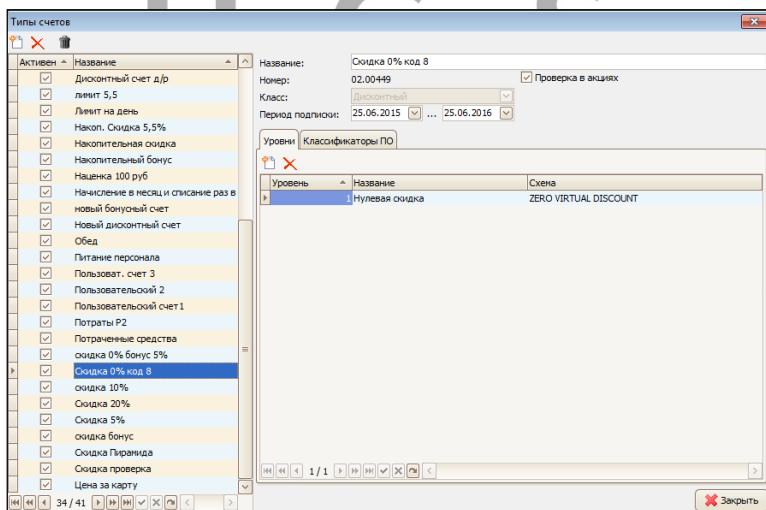 Типы счетов
Активен Название
Дисконтный счет д/р
лимит 5,5
Лимит на день
Накоп. Скидка 5,5%
Накопительная скидка
Накопительный бонус
Наценка 100 руб
Начисление в месяц и списание раз в
новый бонусный счет
Новый дисконтный счет
Обед
Питание персонала
Пользоват. счет 3
Пользовательский 2
Пользовательский счет1
Потраты Р2
Потраченные средства
скидка 0% бонус 5%
Скидка 0% код 8
скидка 10%
Скидка 20%
Скидка 5%
скидка бонус
Скидка Пирамида
Скидка проверка
Цена за карту
34 / 41
Название: Скидка 0% код 8
Номер: 02.00449 Проверка в акциях
Класс: Дисконтный
Период подписки: 25.06.2015 ... 25.06.2016
Уровни Классификаторы ПО
Уровень Название Схема
1 Нулевая скидка ZERO VIRTUAL DISCOUNT
1 / 1
Закрыть